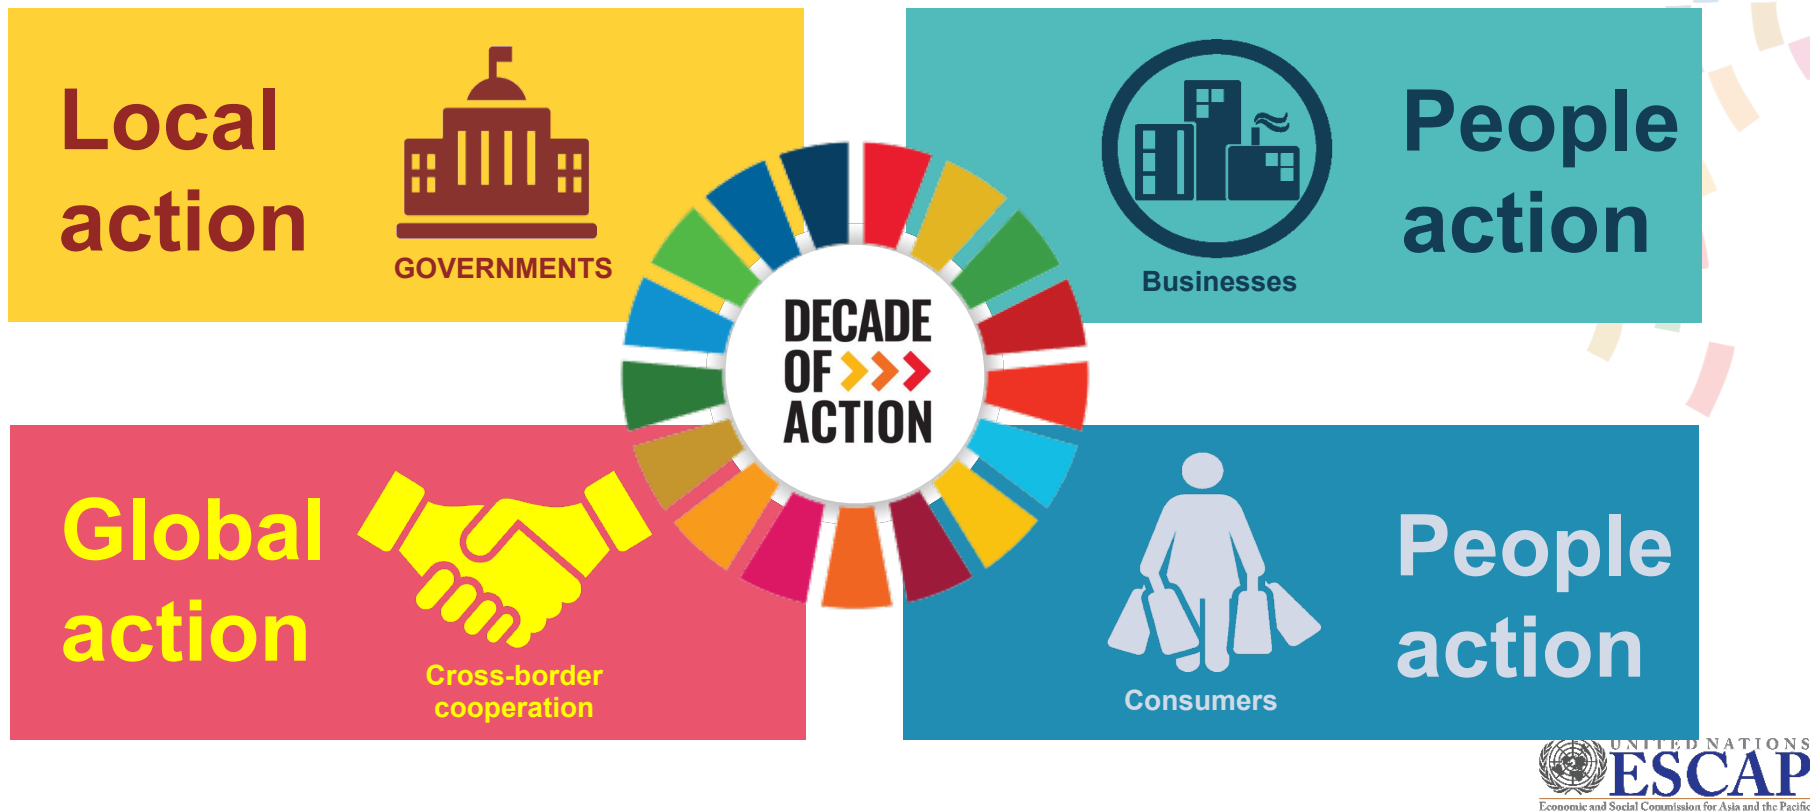 Local
action
GOVERNMENTS
People
action
Businesses
DECADE
OF
ACTION
Global
action
Cross-border
cooperation
People
action
Consumers
UNITED NATIONS
ESCAP
Economic and Social Commission for Asia and the Pacific